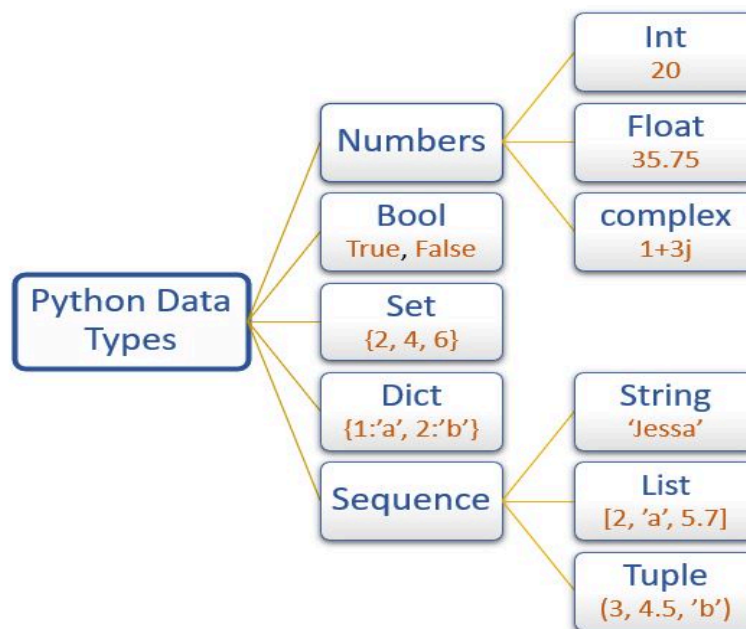 Python Data
Types
Numbers
Int
20
Float
35.75
complex
1+3j
Bool
True, False
Set
{2, 4, 6}
Dict
{1:’a’, 2:’b’}
Sequence
String
‘Jessa’
List
[2, ’a’, 5.7]
Tuple
(3, 4.5, ’b’)